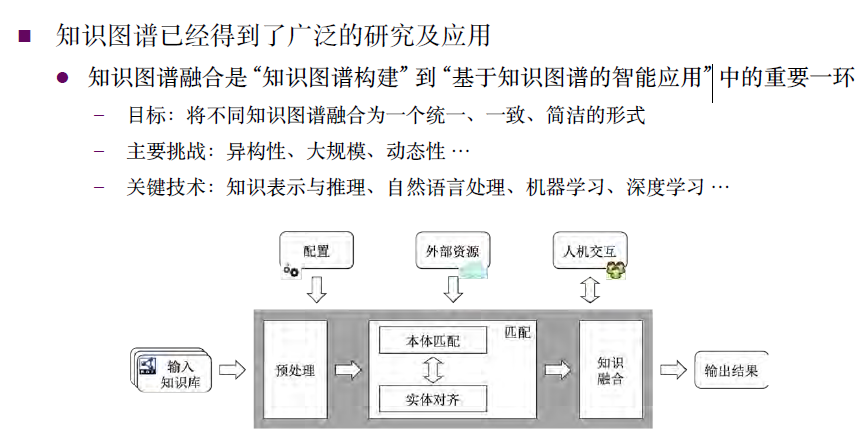 知识图谱已经得到了广泛的研究及应用
知识图谱融合是“知识图谱构建”到“基于知识图谱的智能应用”中的重要一环
– 目标：将不同知识图谱融合为一个统一、一致、简洁的形式
– 主要挑战：异构性、大规模、动态性 …
– 关键技术：知识表示与推理、自然语言处理、机器学习、深度学习 …
配置
外部资源
人机交互
输入
知识库
预处理
匹配
本体匹配
实体对齐
知识
融合
输出结果